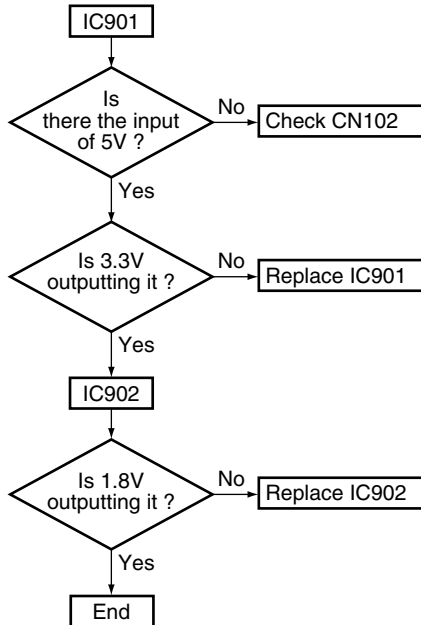 IC901
Is
there the input
of 5V ?
No
Check CN102
Yes
Is 3.3V
outputting it ?
No
Replace IC901
Yes
IC902
Is 1.8V
outputting it ?
No
Replace IC902
Yes
End